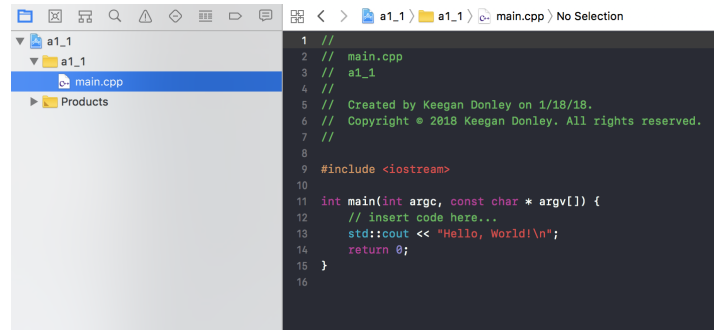 a1_1
a1_1
main.cpp
Products
a1_1 〉 a1_1 〉 main.cpp 〉 No Selection
1 //
2 //  main.cpp
3 //  a1_1
4 //
5 //  Created by Keegan Donley on 1/18/18.
6 //  Copyright © 2018 Keegan Donley. All rights reserved.
7 //
8
9 #include <iostream>
10
11 int main(int argc, const char * argv[]) {
12     // insert code here...
13     std::cout << "Hello, World!\n";
14     return 0;
15 }
16